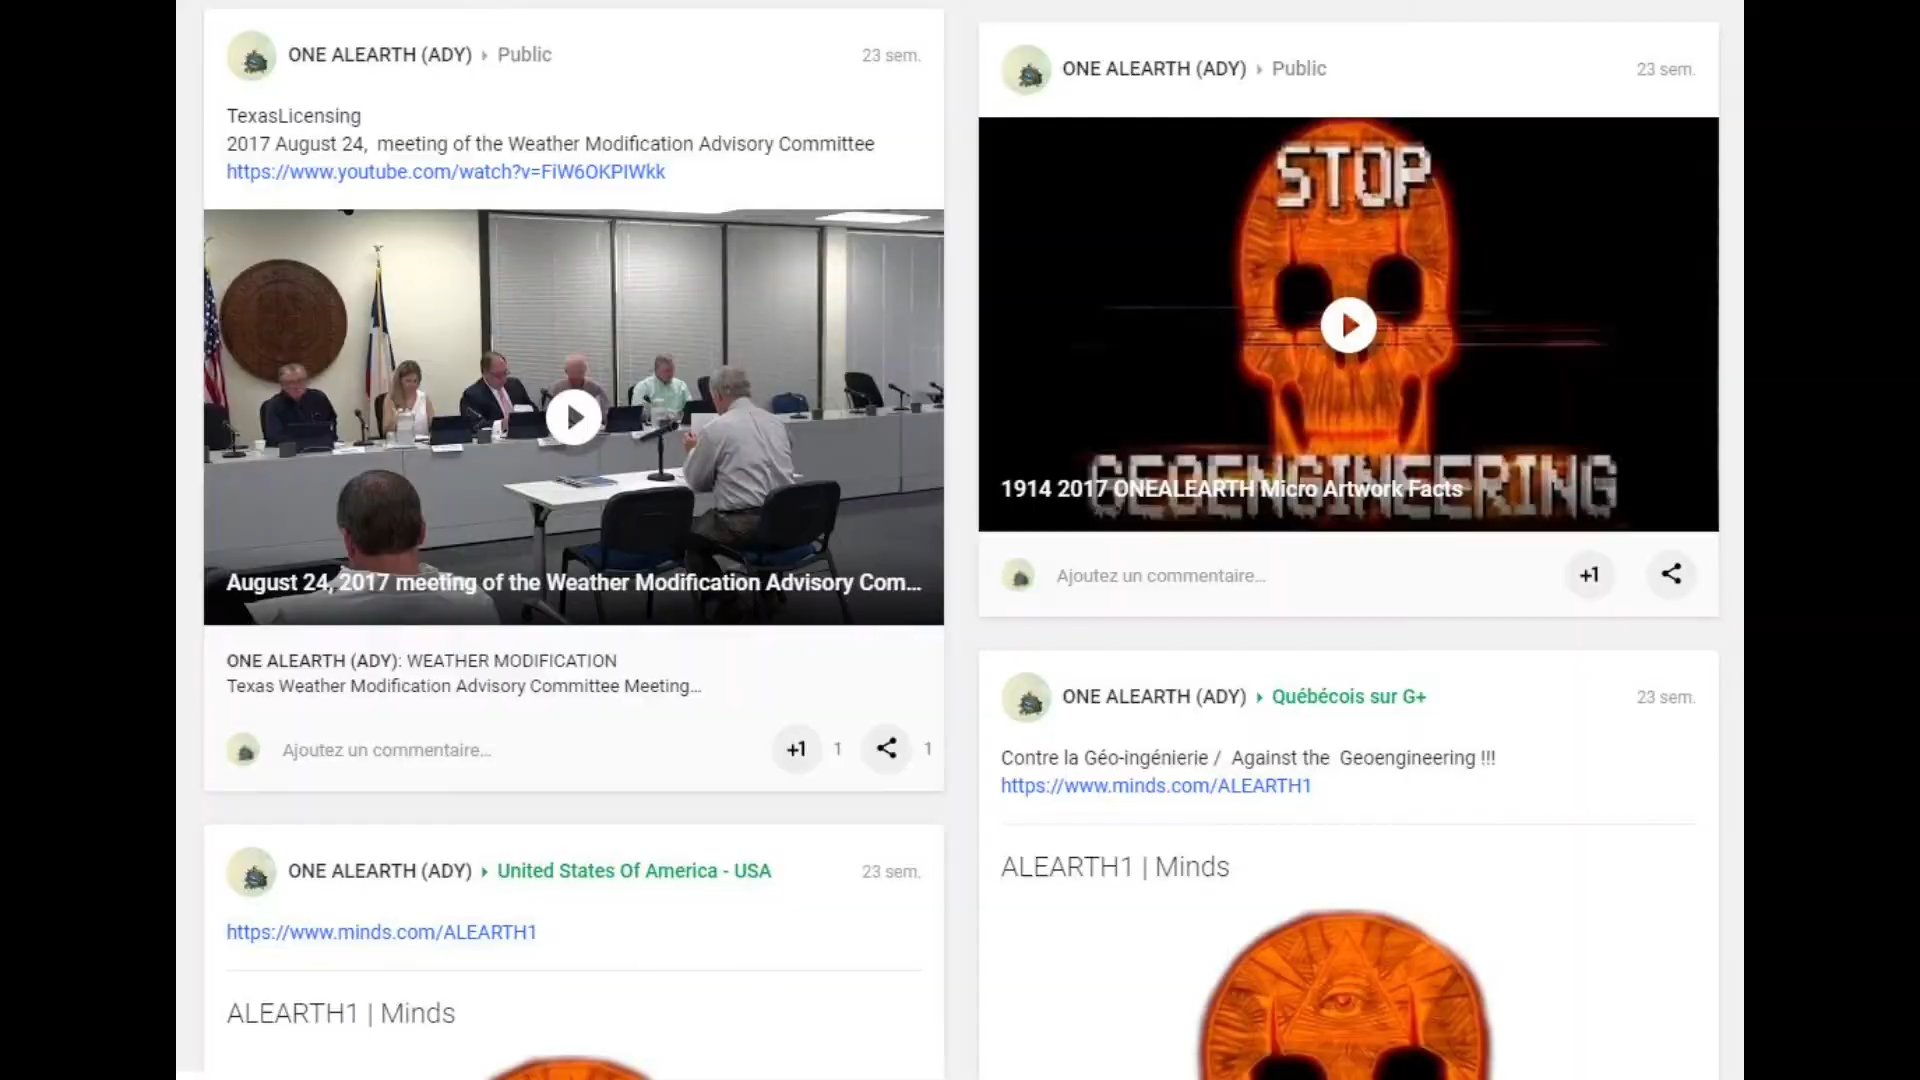 ONE ALEARTH (ADY) Public 23 sem.
TexasLicensing
2017 August 24, meeting of the Weather Modification Advisory Committee
https://www.youtube.com/watch?v=FiW6OKPIWkk
August 24, 2017 meeting of the Weather Modification Advisory Com...
ONE ALEARTH (ADY): WEATHER MODIFICATION
Texas Weather Modification Advisory Committee Meeting...
Ajoutez un commentaire... +1 1 1
ONE ALEARTH (ADY) United States Of America - USA 23 sem.
https://www.minds.com/ALEARTH1
ALEARTH1 | Minds
ONE ALEARTH (ADY) Public 23 sem.
STOP
GEOENGINEERING
1914 2017 ONEALEARTH Micro Artwork Facts
Ajoutez un commentaire... +1
ONE ALEARTH (ADY) Québécois sur G+ 23 sem.
Contre la Géo-ingénierie / Against the Geoengineering !!!
https://www.minds.com/ALEARTH1
ALEARTH1 | Minds